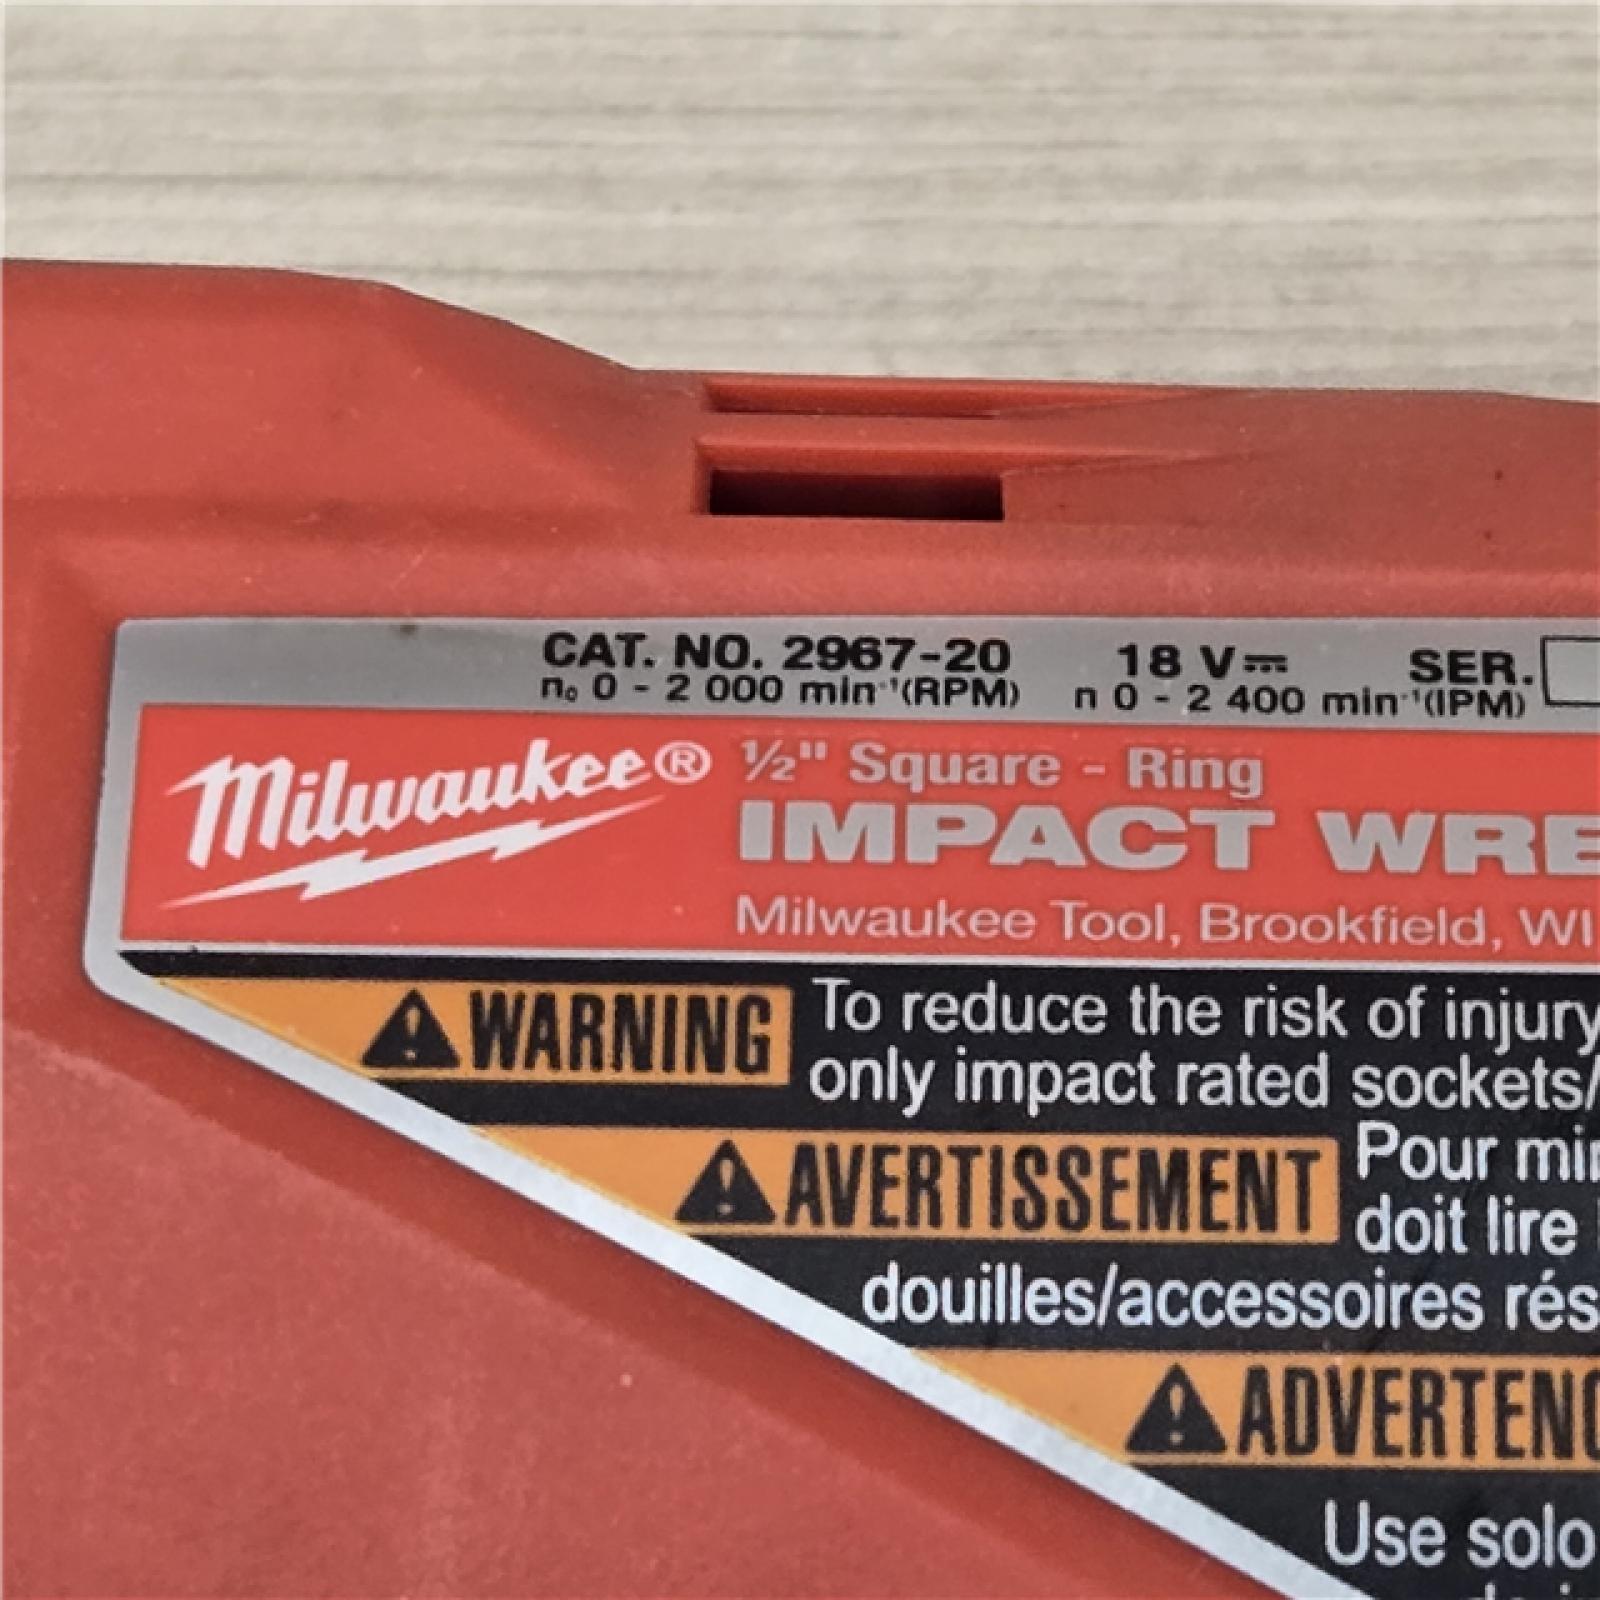 CAT. NO. 2967-20 18 V⎓ SER.
n₀ 0 - 2 000 min⁻¹(RPM) n 0 - 2 400 min⁻¹(IPM)
Milwaukee® ½" Square - Ring
IMPACT WRE
Milwaukee Tool, Brookfield, WI
WARNING To reduce the risk of injury
only impact rated sockets/
AVERTISSEMENT Pour mi
doit lire
douilles/accessoires rés
ADVERTENC
Use solo